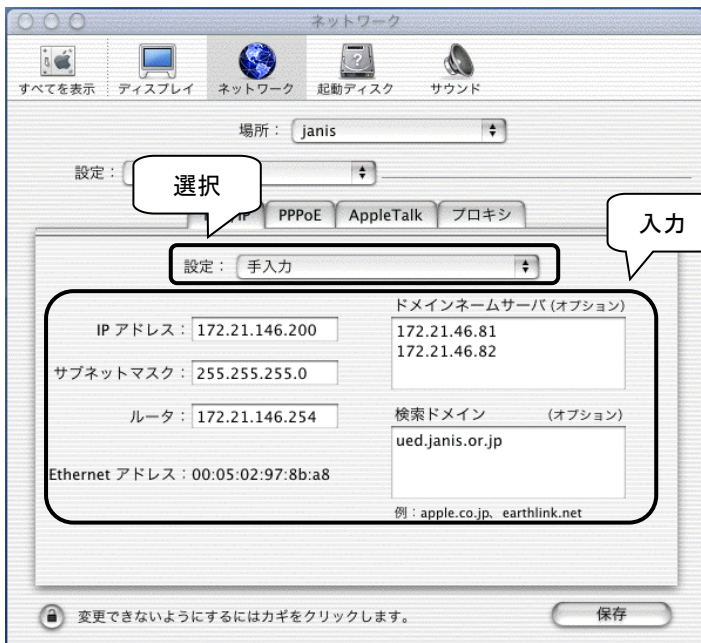 ネットワーク
すべてを表示 ディスプレイ ネットワーク 起動ディスク サウンド
場所： janis
設定：
選択
PPPoE AppleTalk プロキシ
入力
設定： 手入力
ドメインネームサーバ (オプション)
IP アドレス： 172.21.146.200
172.21.46.81
172.21.46.82
サブネットマスク： 255.255.255.0
ルータ： 172.21.146.254
検索ドメイン (オプション)
ued.janis.or.jp
Ethernet アドレス：00:05:02:97:8b:a8
例：apple.co.jp、earthlink.net
変更できないようにするにはカギをクリックします。
保存